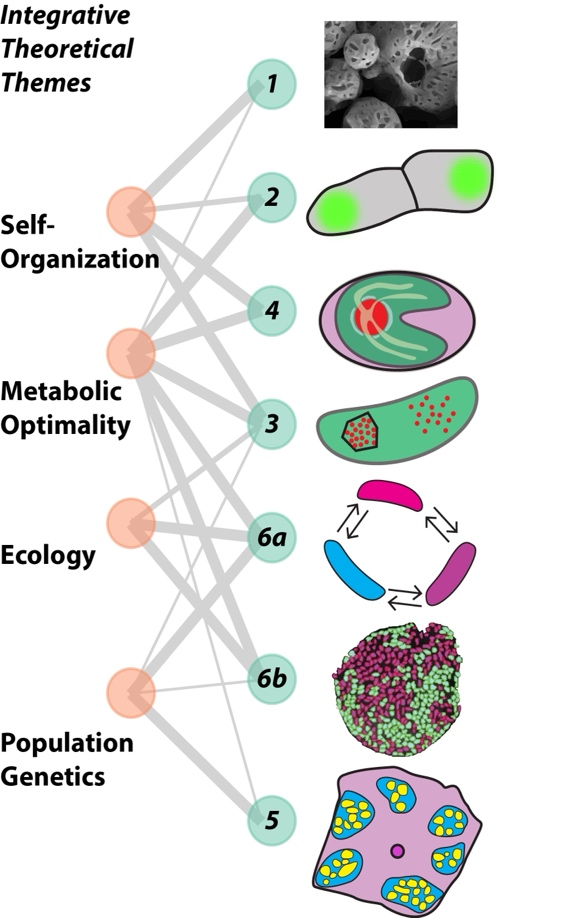 Integrative
Theoretical
Themes
1
2
Self-
Organization
4
Metabolic
Optimality
3
6a
Ecology
6b
Population
Genetics
5